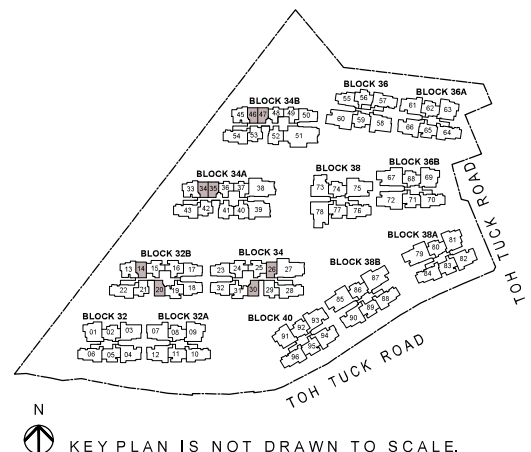 BLOCK 36
BLOCK 36A
BLOCK 34B
55 56 57
61 62 63
45 46 47 48 49 50
60 59 58
66 65 64
54 53 52 51
BLOCK 34A
BLOCK 38
BLOCK 36B
33 34 35 36 37 38
73 74 75
67 68 69
43 42 41 40 39
78 77 76
72 71 70
TOH TUCK ROAD
BLOCK 38A
79 80 81
84 83 82
BLOCK 32B
BLOCK 34
BLOCK 38B
13 14 15 16 17
23 24 25 26 27
85 86 87
22 21 20 19 18
32 31 30 29 28
90 89 88
BLOCK 32
BLOCK 32A
BLOCK 40
01 02 03
07 08 09
91 92 93
06 05 04
12 11 10
96 95 94
TOH TUCK ROAD
N
KEY PLAN IS NOT DRAWN TO SCALE.